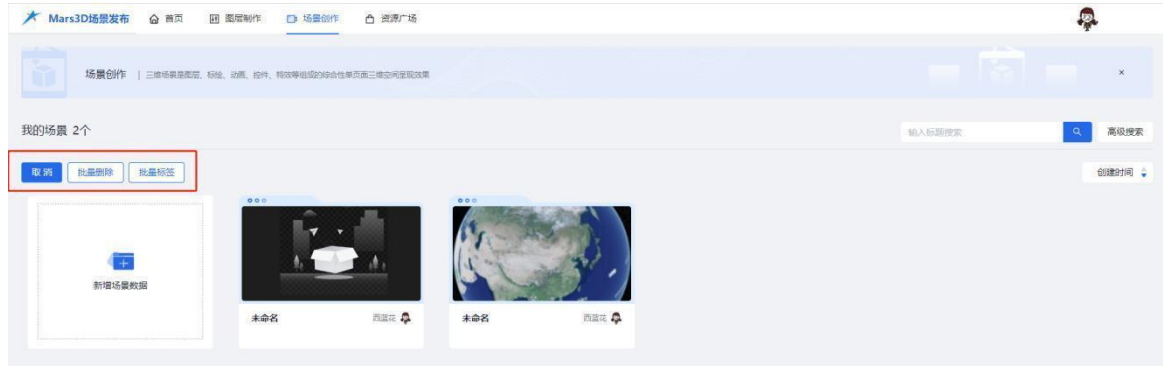 Mars3D场景发布 首页 图层制作 场景创作 资源广场
场景创作 | 三维场景是图层、标绘、动画、控件、特效等组成的综合性单页面三维空间呈现效果 ×
我的场景 2个 输入标题搜索 高级搜索
取消 批量删除 批量标签 创建时间
新增场景数据
未命名 西蓝花 未命名 西蓝花